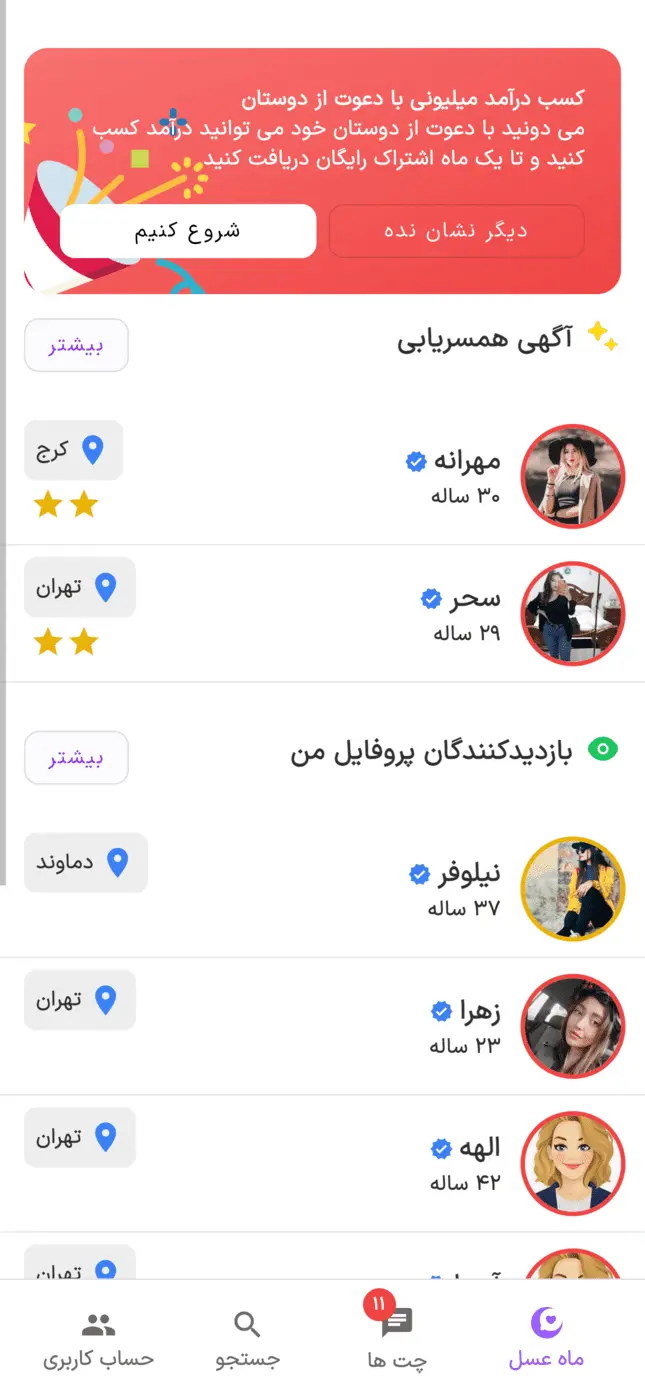 کسب درآمد میلیونی با دعوت از دوستان
می دونید با دعوت از دوستان خود می توانید درآمد کسب
کنید و تا یک ماه اشتراک رایگان دریافت کنید
دیگر نشان نده
شروع کنیم
آگهی همسریابی
بیشتر
مهرانه
۳۰ ساله
کرج
سحر
۲۹ ساله
تهران
بازدیدکنندگان پروفایل من
بیشتر
نیلوفر
۳۷ ساله
دماوند
زهرا
۲۳ ساله
تهران
الهه
۴۲ ساله
تهران
تهران
ماه عسل
۱۱
چت ها
جستجو
حساب کاربری